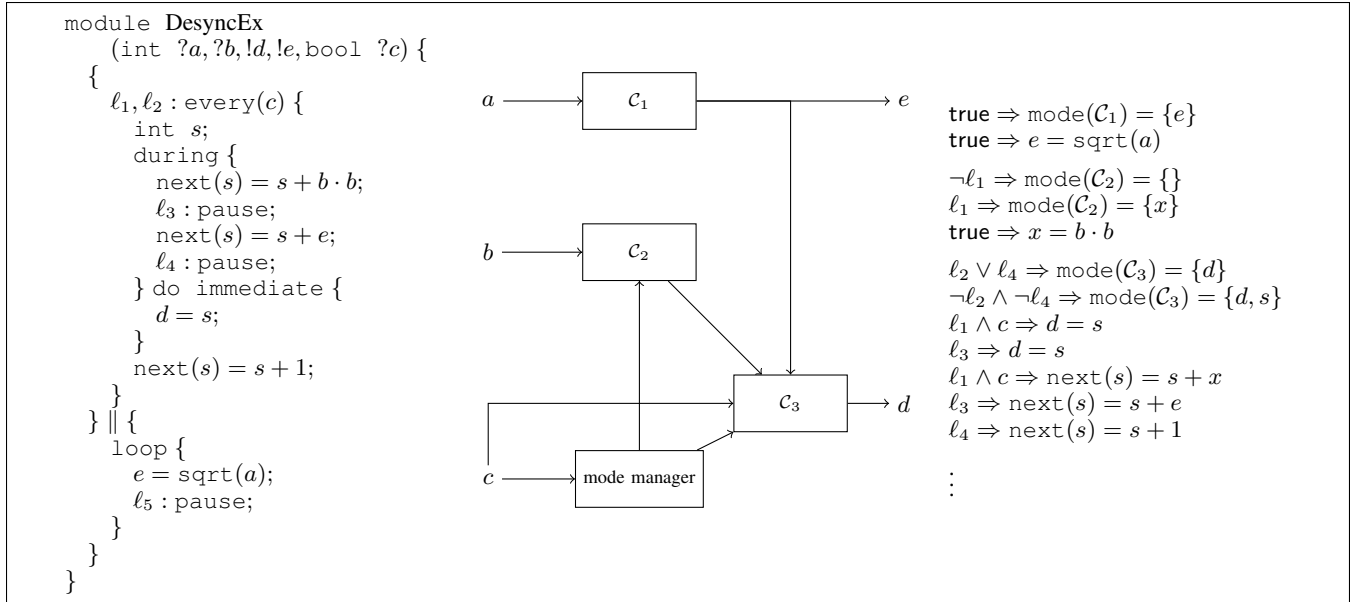 module DesyncEx
(int ?a, ?b, !d, !e, bool ?c) {
{
ℓ₁, ℓ₂ : every(c) {
int s;
during {
next(s) = s + b · b;
ℓ₃ : pause;
next(s) = s + e;
ℓ₄ : pause;
} do immediate {
d = s;
}
next(s) = s + 1;
}
} ∥ {
loop {
e = sqrt(a);
ℓ₅ : pause;
}
}
}
a
C₁
e
b
C₂
C₃
d
c
mode manager
true ⇒ mode(C₁) = {e}
true ⇒ e = sqrt(a)
¬ℓ₁ ⇒ mode(C₂) = {}
ℓ₁ ⇒ mode(C₂) = {x}
true ⇒ x = b · b
ℓ₂ ∨ ℓ₄ ⇒ mode(C₃) = {d}
¬ℓ₂ ∧ ¬ℓ₄ ⇒ mode(C₃) = {d, s}
ℓ₁ ∧ c ⇒ d = s
ℓ₃ ⇒ d = s
ℓ₁ ∧ c ⇒ next(s) = s + x
ℓ₃ ⇒ next(s) = s + e
ℓ₄ ⇒ next(s) = s + 1
⋮